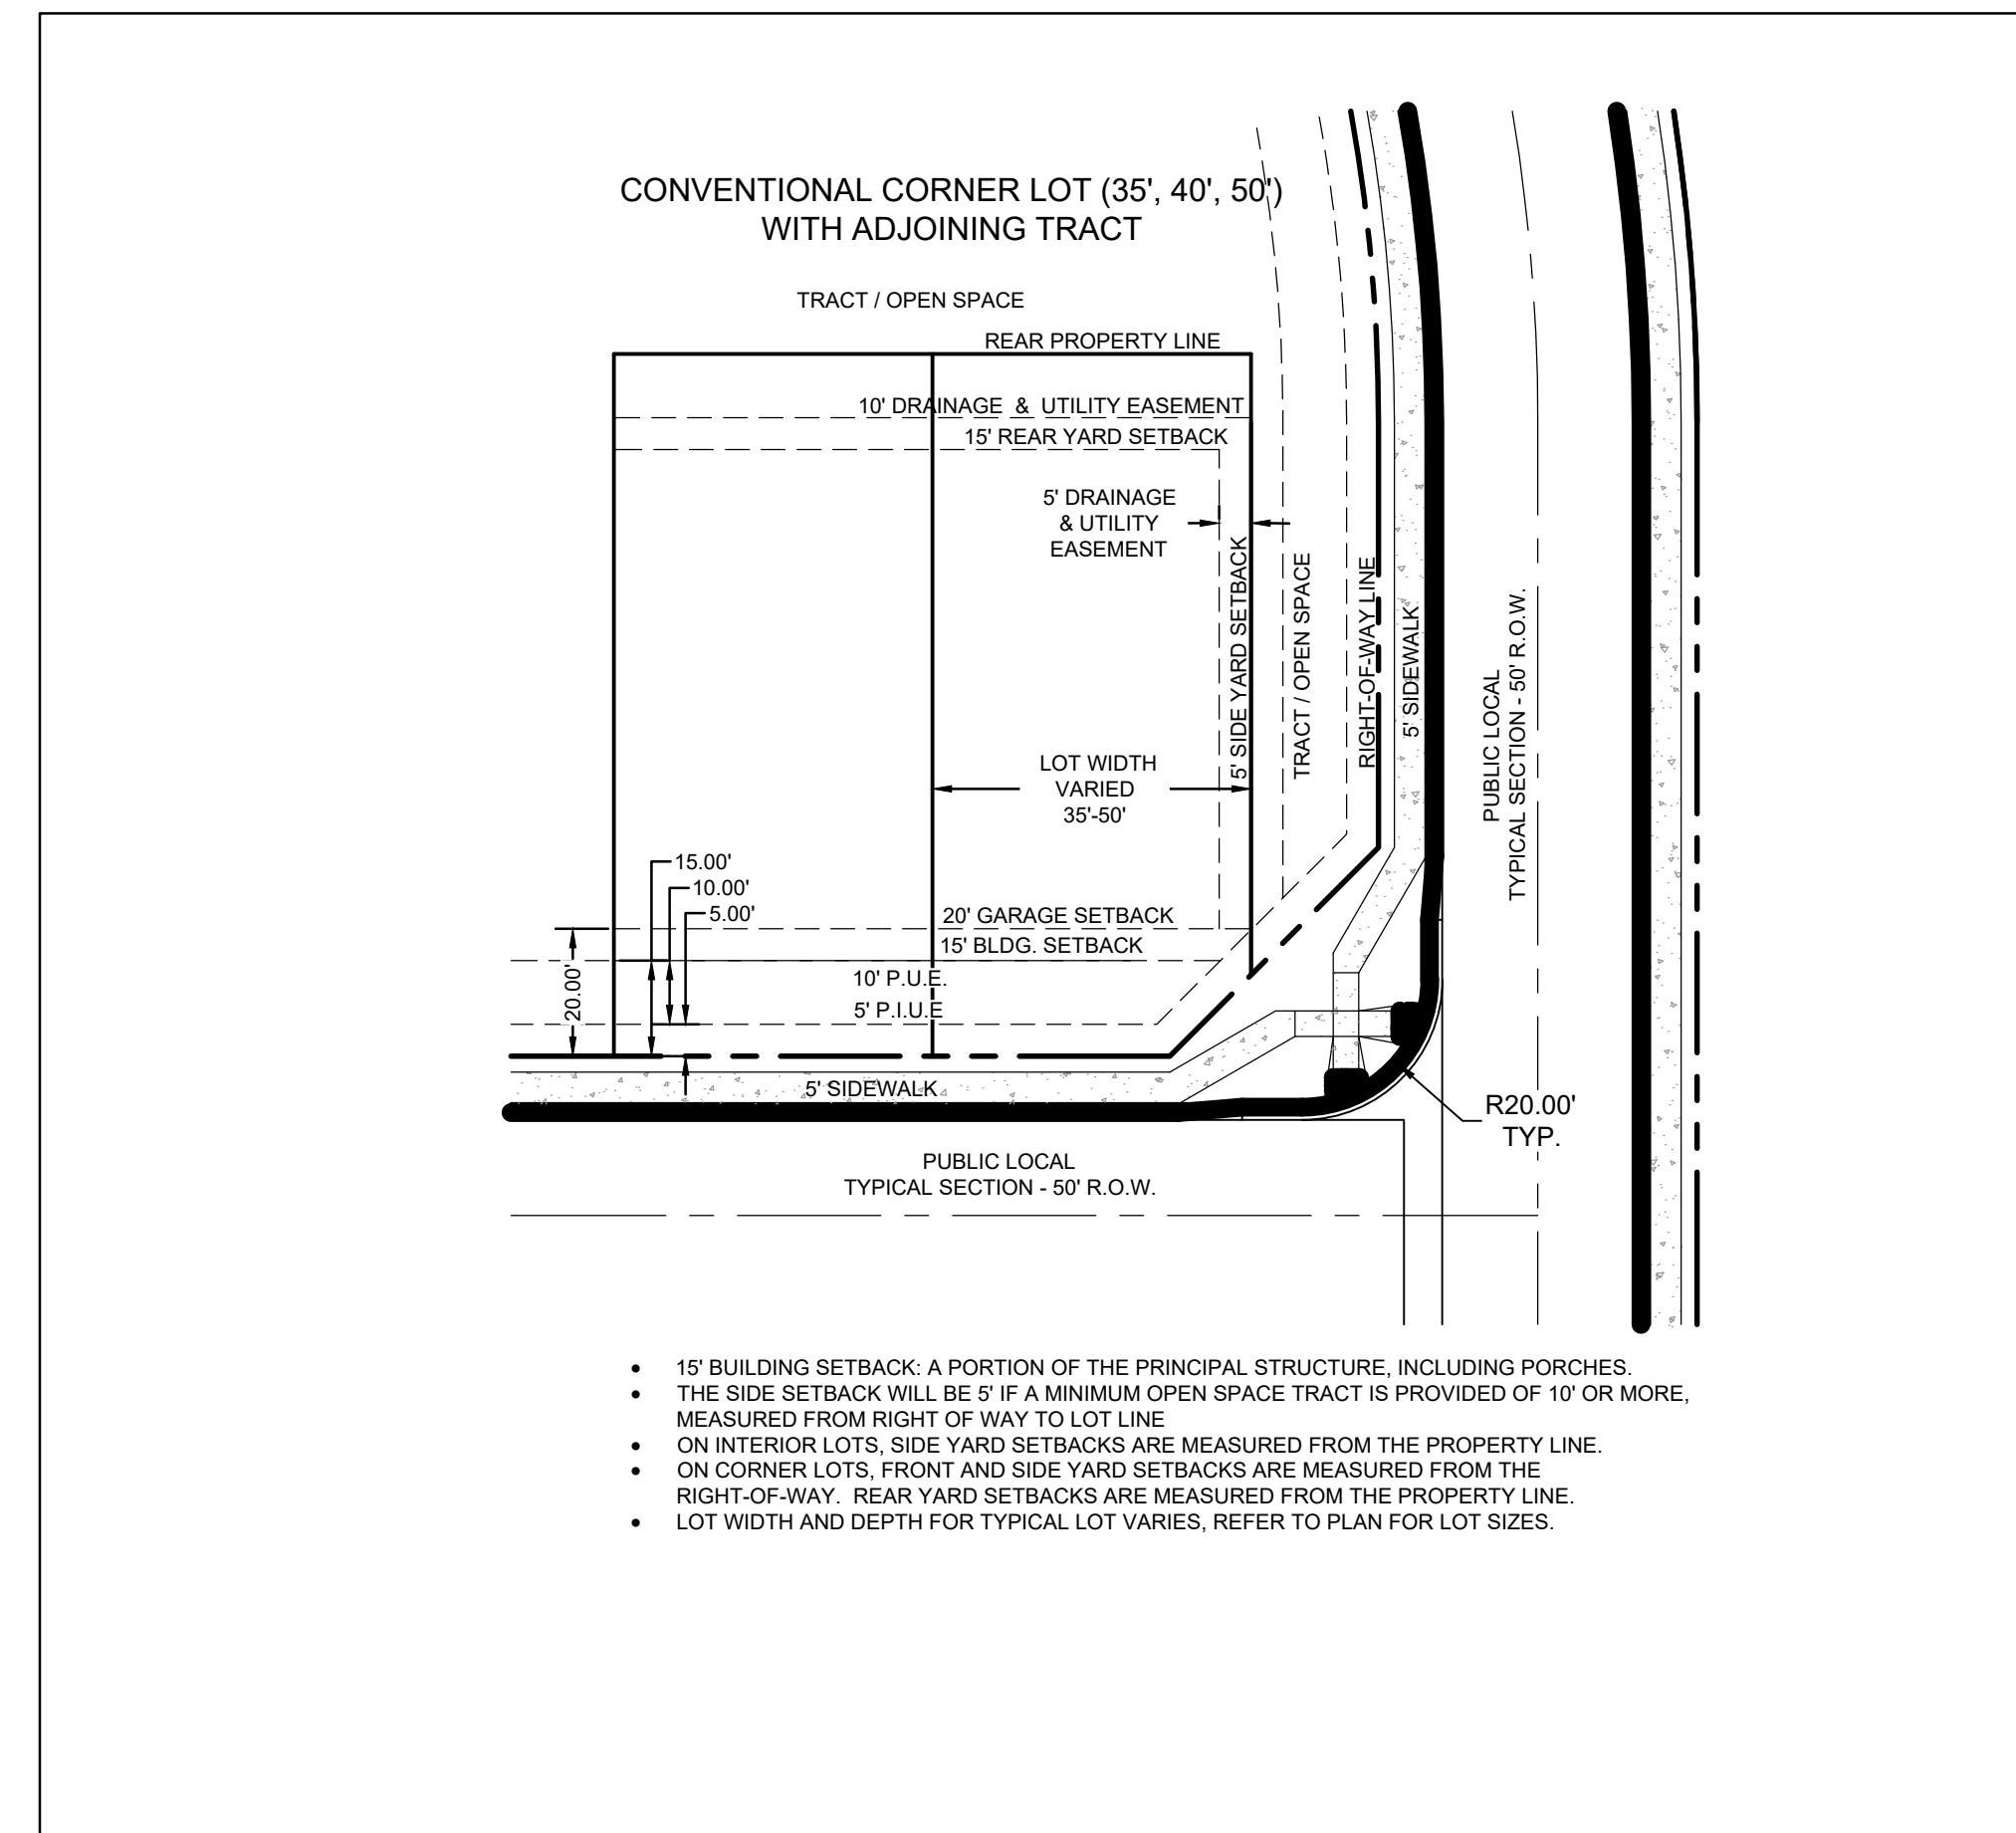 CONVENTIONAL CORNER LOT (35', 40', 50')
WITH ADJOINING TRACT
TRACT / OPEN SPACE
REAR PROPERTY LINE
10' DRAINAGE & UTILITY EASEMENT
15' REAR YARD SETBACK
5' DRAINAGE
& UTILITY
EASEMENT
5' SIDE YARD SETBACK
TRACT / OPEN SPACE
RIGHT-OF-WAY LINE
5' SIDEWALK
PUBLIC LOCAL
TYPICAL SECTION - 50' R.O.W.
LOT WIDTH
VARIED
35'-50'
15.00'
10.00'
5.00'
20.00'
20' GARAGE SETBACK
15' BLDG. SETBACK
10' P.U.E.
5' P.I.U.E
5' SIDEWALK
R20.00'
TYP.
PUBLIC LOCAL
TYPICAL SECTION - 50' R.O.W.
• 15' BUILDING SETBACK: A PORTION OF THE PRINCIPAL STRUCTURE, INCLUDING PORCHES.
• THE SIDE SETBACK WILL BE 5' IF A MINIMUM OPEN SPACE TRACT IS PROVIDED OF 10' OR MORE,
MEASURED FROM RIGHT OF WAY TO LOT LINE
• ON INTERIOR LOTS, SIDE YARD SETBACKS ARE MEASURED FROM THE PROPERTY LINE.
• ON CORNER LOTS, FRONT AND SIDE YARD SETBACKS ARE MEASURED FROM THE
RIGHT-OF-WAY. REAR YARD SETBACKS ARE MEASURED FROM THE PROPERTY LINE.
• LOT WIDTH AND DEPTH FOR TYPICAL LOT VARIES, REFER TO PLAN FOR LOT SIZES.